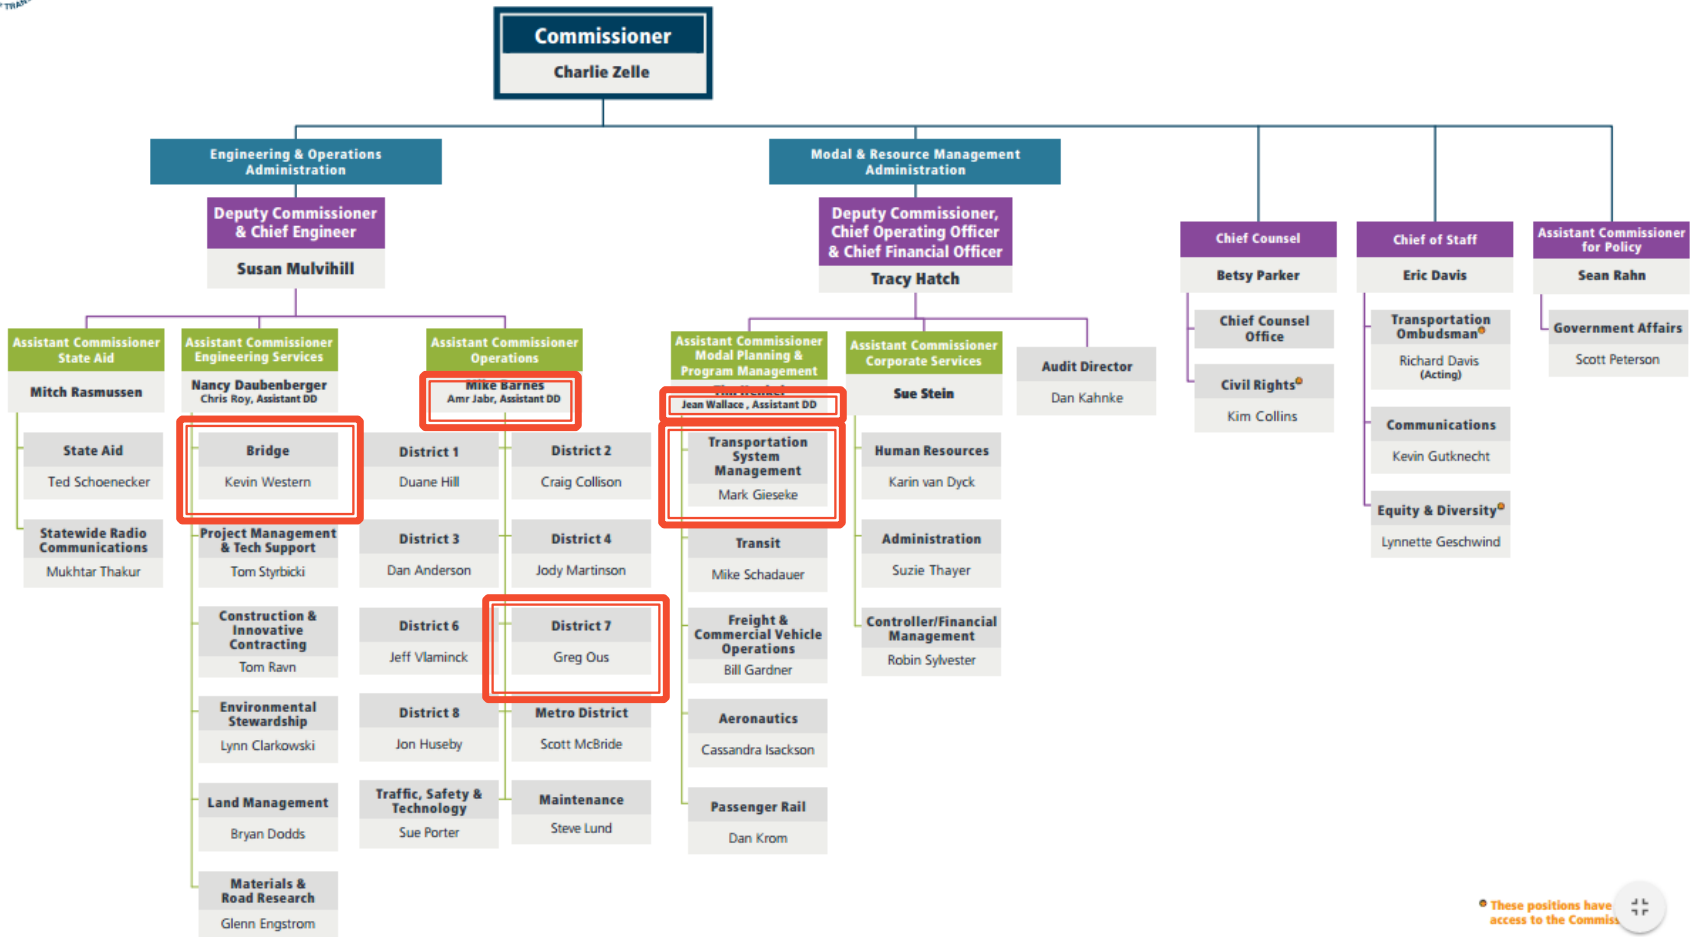 TRAN
Commissioner
Charlie Zelle
Engineering & Operations
Administration
Modal & Resource Management
Administration
Deputy Commissioner
& Chief Engineer
Susan Mulvihill
Deputy Commissioner,
Chief Operating Officer
& Chief Financial Officer
Tracy Hatch
Chief Counsel
Betsy Parker
Chief Counsel
Office
Civil Rights
Kim Collins
Chief of Staff
Eric Davis
Transportation
Ombudsman
Richard Davis
(Acting)
Communications
Kevin Gutknecht
Equity & Diversity
Lynnette Geschwind
Assistant Commissioner
for Policy
Sean Rahn
Government Affairs
Scott Peterson
Assistant Commissioner
State Aid
Mitch Rasmussen
State Aid
Ted Schoenecker
Statewide Radio
Communications
Mukhtar Thakur
Assistant Commissioner
Engineering Services
Nancy Daubenberger
Chris Roy, Assistant DD
Bridge
Kevin Western
Project Management
& Tech Support
Tom Styrbicki
Construction &
Innovative
Contracting
Tom Ravn
Environmental
Stewardship
Lynn Clarkowski
Land Management
Bryan Dodds
Materials &
Road Research
Glenn Engstrom
Assistant Commissioner
Operations
Mike Barnes
Amr Jabr, Assistant DD
District 1
Duane Hill
District 2
Craig Collison
District 3
Dan Anderson
District 4
Jody Martinson
District 6
Jeff Vlaminck
District 7
Greg Ous
District 8
Jon Huseby
Metro District
Scott McBride
Traffic, Safety &
Technology
Sue Porter
Maintenance
Steve Lund
Assistant Commissioner
Modal Planning &
Program Management
Jean Wallace , Assistant DD
Transportation
System
Management
Mark Gieseke
Transit
Mike Schadauer
Freight &
Commercial Vehicle
Operations
Bill Gardner
Aeronautics
Cassandra Isackson
Passenger Rail
Dan Krom
Assistant Commissioner
Corporate Services
Sue Stein
Human Resources
Karin van Dyck
Administration
Suzie Thayer
Controller/Financial
Management
Robin Sylvester
Audit Director
Dan Kahnke
These positions have
access to the Commiss